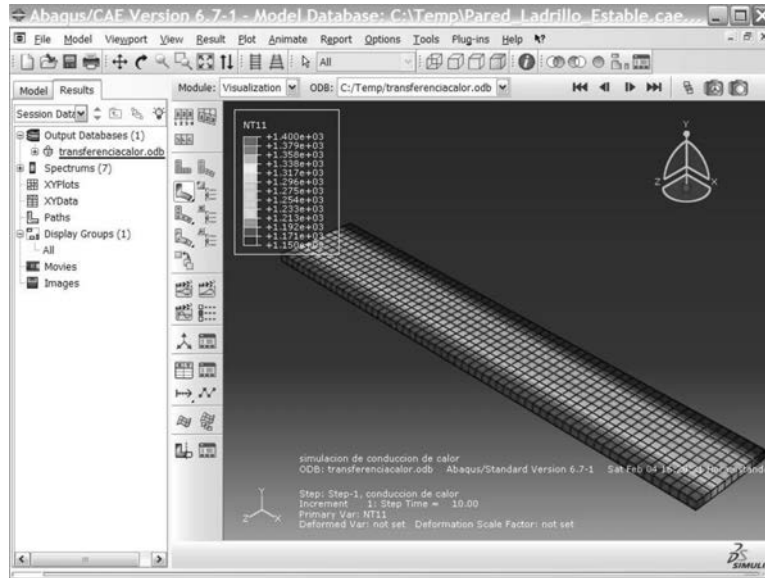 Abaqus/CAE Version 6.7-1 - Model Database: C:\Temp\Pared_Ladrillo_Estable.cae...
File Model Viewport View Result Plot Animate Report Options Tools Plug-ins Help
All
Model Results
Module: Visualization ODB: C:/Temp/transferenciacalor.odb
Session Data
Output Databases (1)
transferenciacalor.odb
Spectrums (7)
XYPlots
XYData
Paths
Display Groups (1)
All
Movies
Images
NT11
+1.400e+03
+1.379e+03
+1.358e+03
+1.338e+03
+1.317e+03
+1.296e+03
+1.275e+03
+1.254e+03
+1.233e+03
+1.213e+03
+1.192e+03
+1.171e+03
+1.150e+03
Y
Z X
simulacion de conduccion de calor
ODB: transferenciacalor.odb Abaqus/Standard Version 6.7-1 Sat Feb 04
Step: Step-1, conduccion de calor
Increment 1: Step Time = 10.00
Primary Var: NT11
Deformed Var: not set Deformation Scale Factor: not set
Y
Z X
SIMULI